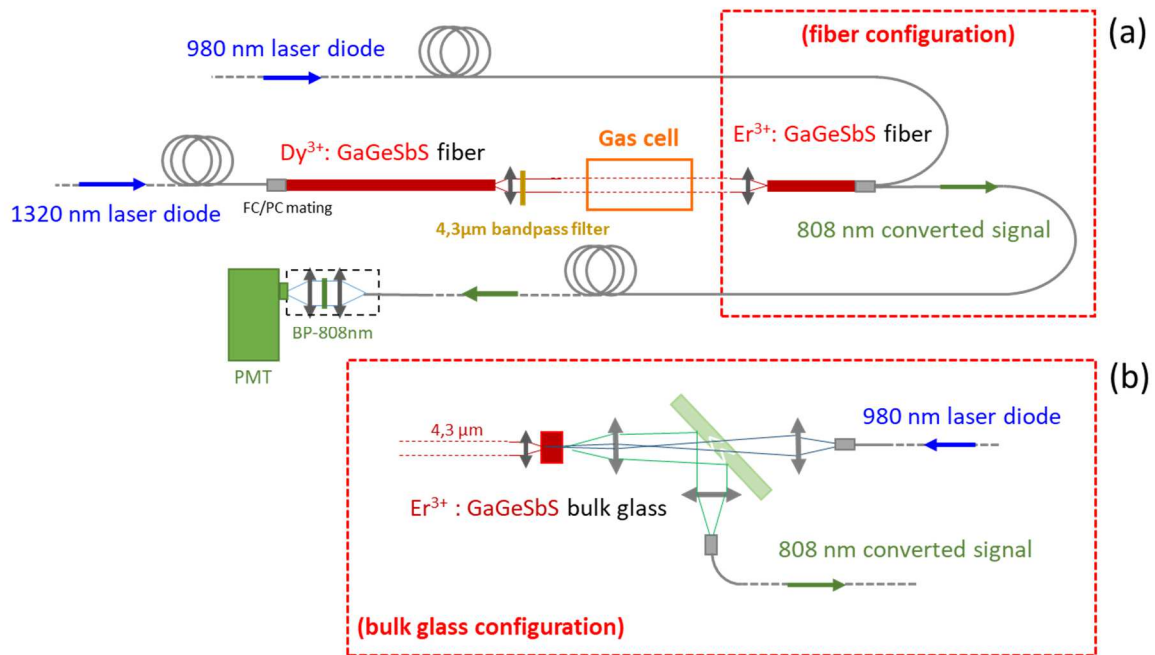 (a)
(fiber configuration)
980 nm laser diode
Gas cell
Er3+: GaGeSbS fiber
Dy3+: GaGeSbS fiber
1320 nm laser diode
FC/PC mating
4,3µm bandpass filter
808 nm converted signal
BP-808nm
PMT
(b)
980 nm laser diode
4,3 µm
Er3+ : GaGeSbS bulk glass
808 nm converted signal
(bulk glass configuration)